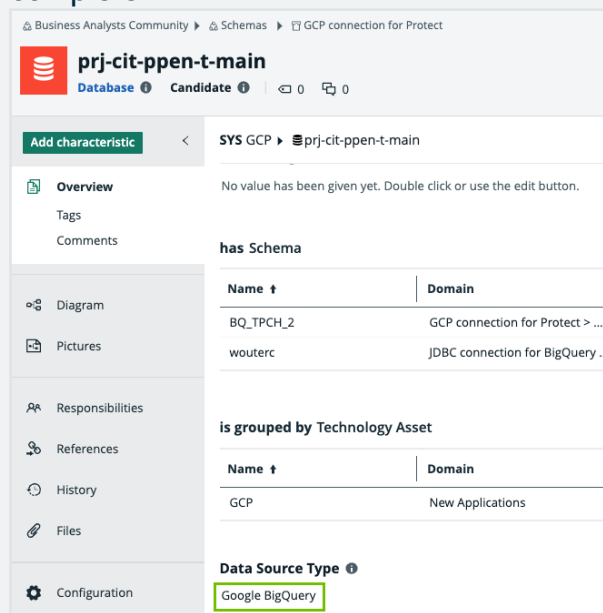 Business Analysts Community Schemas GCP connection for Protect
prj-cit-ppen-t-main
Database Candidate 0 0
Add characteristic
Overview
Tags
Comments
Diagram
Pictures
Responsibilities
References
History
Files
Configuration
SYS GCP prj-cit-ppen-t-main
No value has been given yet. Double click or use the edit button.
has Schema
Name Domain
BQ_TPCH_2 GCP connection for Protect > ...
wouterc JDBC connection for BigQuery ..
is grouped by Technology Asset
Name Domain
GCP New Applications
Data Source Type
Google BigQuery